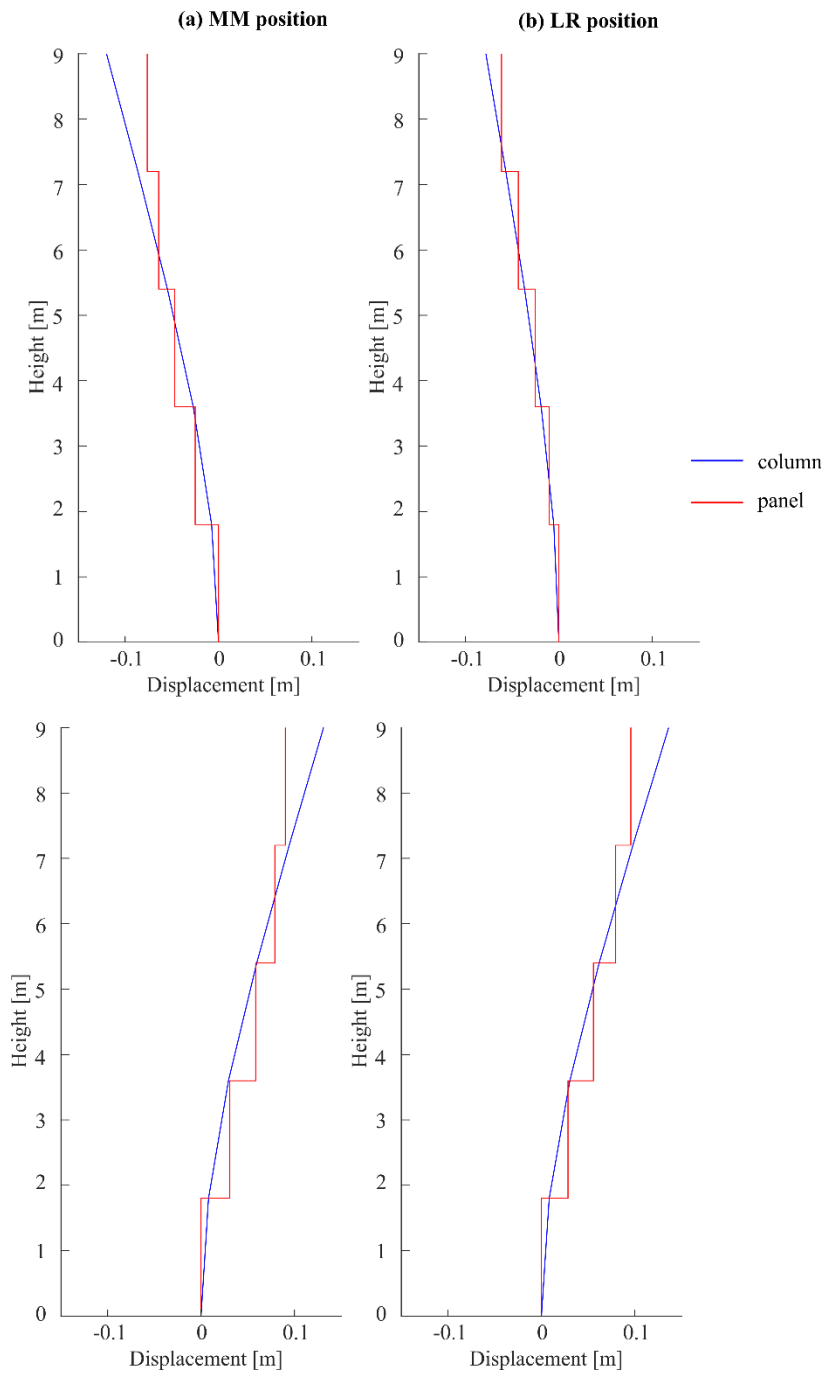 (a) MM position
(b) LR position
9
8
7
6
5
4
3
2
1
0
Height [m]
-0.1 0 0.1
Displacement [m]
9
8
7
6
5
4
3
2
1
0
Height [m]
-0.1 0 0.1
Displacement [m]
column
panel
9
8
7
6
5
4
3
2
1
0
Height [m]
-0.1 0 0.1
Displacement [m]
9
8
7
6
5
4
3
2
1
0
Height [m]
-0.1 0 0.1
Displacement [m]